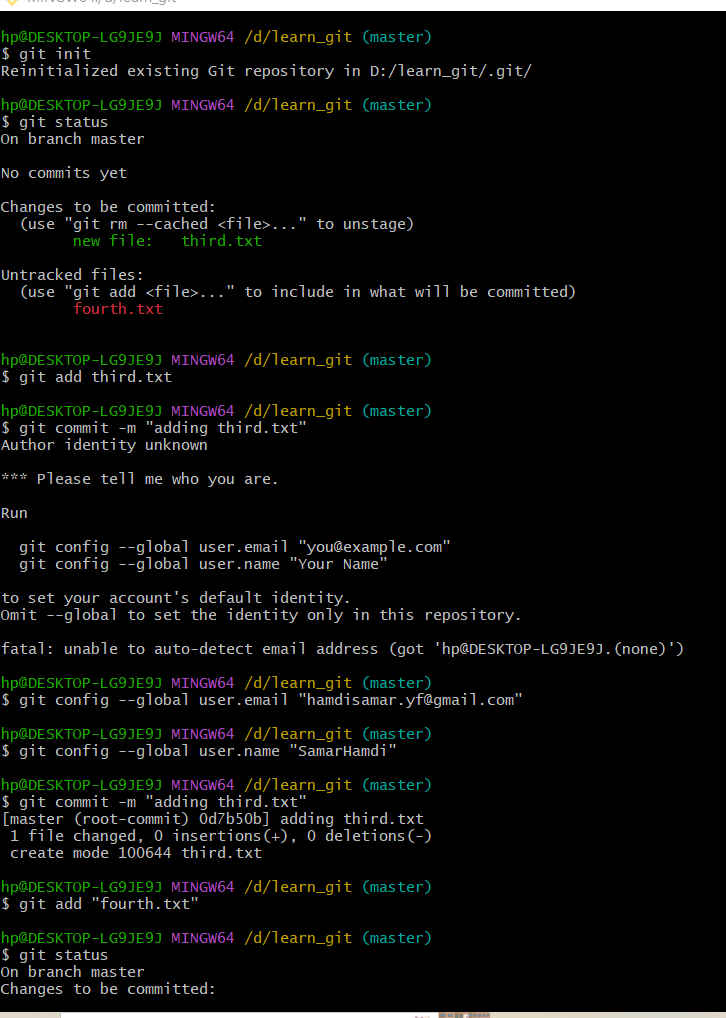 hp@DESKTOP-LG9JE9J MINGW64 /d/learn_git (master)
$ git init
Reinitialized existing Git repository in D:/learn_git/.git/
hp@DESKTOP-LG9JE9J MINGW64 /d/learn_git (master)
$ git status
On branch master
No commits yet
Changes to be committed:
  (use "git rm --cached <file>..." to unstage)
        new file:   third.txt
Untracked files:
  (use "git add <file>..." to include in what will be committed)
        fourth.txt
hp@DESKTOP-LG9JE9J MINGW64 /d/learn_git (master)
$ git add third.txt
hp@DESKTOP-LG9JE9J MINGW64 /d/learn_git (master)
$ git commit -m "adding third.txt"
Author identity unknown
*** Please tell me who you are.
Run
  git config --global user.email "you@example.com"
  git config --global user.name "Your Name"
to set your account's default identity.
Omit --global to set the identity only in this repository.
fatal: unable to auto-detect email address (got 'hp@DESKTOP-LG9JE9J.(none)')
hp@DESKTOP-LG9JE9J MINGW64 /d/learn_git (master)
$ git config --global user.email "hamdisamar.yf@gmail.com"
hp@DESKTOP-LG9JE9J MINGW64 /d/learn_git (master)
$ git config --global user.name "SamarHamdi"
hp@DESKTOP-LG9JE9J MINGW64 /d/learn_git (master)
$ git commit -m "adding third.txt"
[master (root-commit) 0d7b50b] adding third.txt
 1 file changed, 0 insertions(+), 0 deletions(-)
 create mode 100644 third.txt
hp@DESKTOP-LG9JE9J MINGW64 /d/learn_git (master)
$ git add "fourth.txt"
hp@DESKTOP-LG9JE9J MINGW64 /d/learn_git (master)
$ git status
On branch master
Changes to be committed: